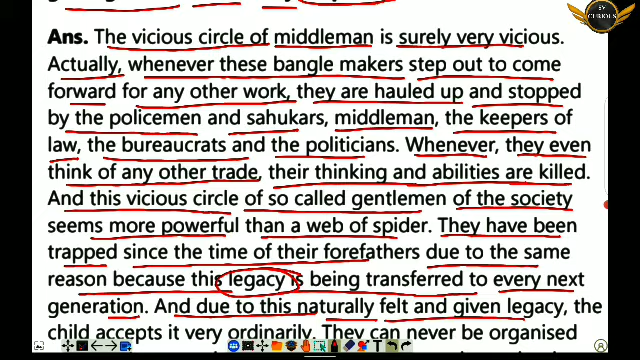 BY
CURIOUS
Ans. The vicious circle of middleman is surely very vicious.
Actually, whenever these bangle makers step out to come
forward for any other work, they are hauled up and stopped
by the policemen and sahukars, middleman, the keepers of
law, the bureaucrats and the politicians. Whenever, they even
think of any other trade, their thinking and abilities are killed.
And this vicious circle of so called gentlemen of the society
seems more powerful than a web of spider. They have been
trapped since the time of their forefathers due to the same
reason because this legacy is being transferred to every next
generation. And due to this naturally felt and given legacy, the
child accepts it very ordinarily. They can never be organised